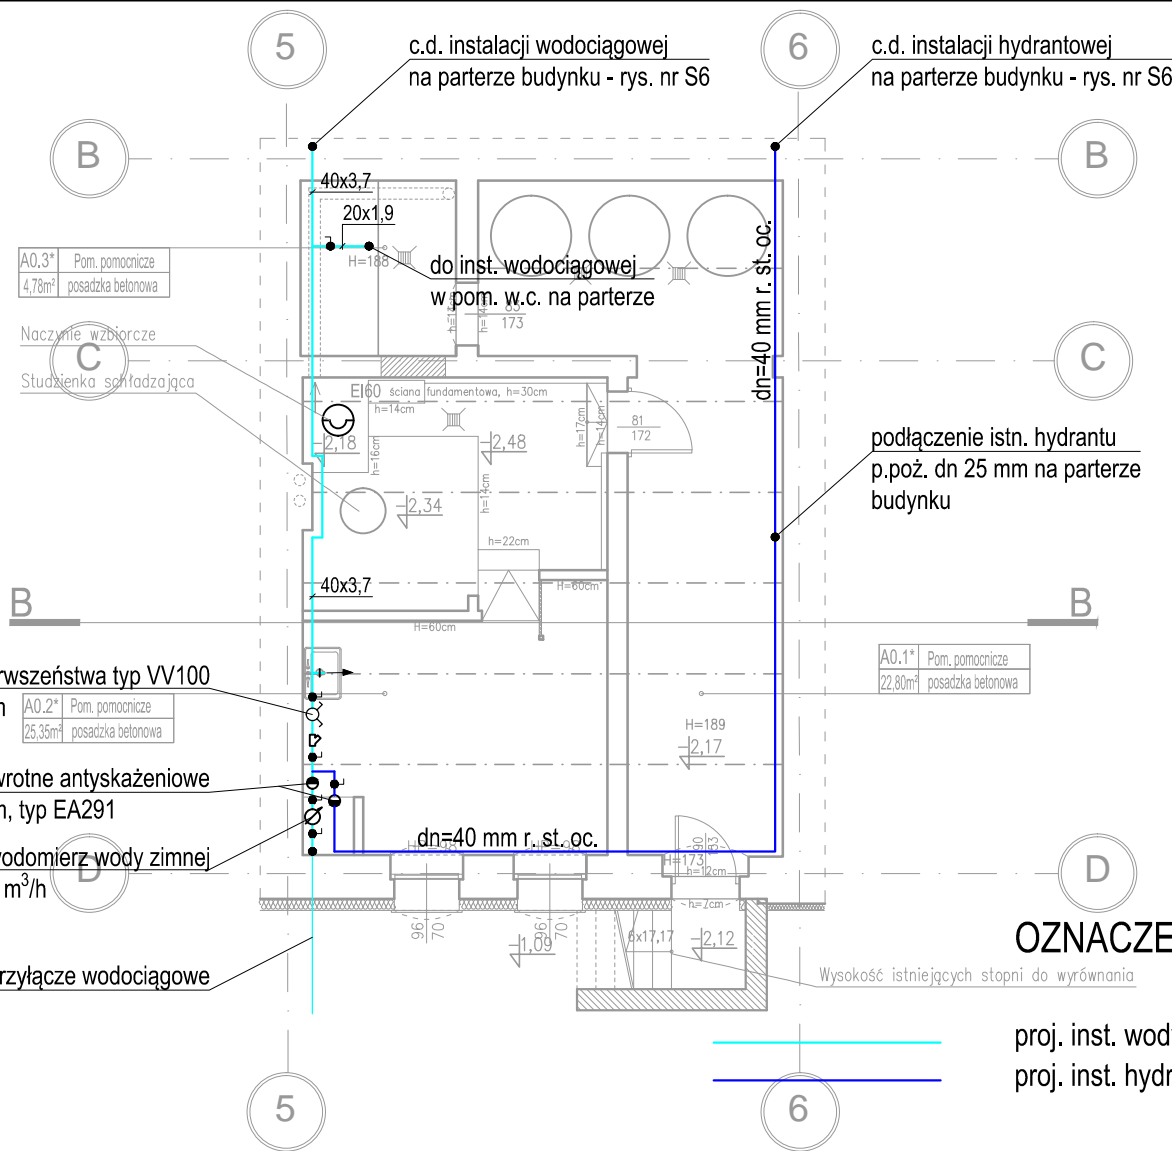 5
6
c.d. instalacji wodociągowej
na parterze budynku - rys. nr S6
c.d. instalacji hydrantowej
na parterze budynku - rys. nr S6
B
B
40x3,7
20x1,9
H=188
A0.3* Pom. pomocnicze
4,78m² posadzka betonowa
do inst. wodociągowej
w pom. w.c. na parterze
h=14cm
173
dn=40 mm r. st. oc.
Naczynie wzbiorcze
C
C
Studzienka schładzająca
EI60 ściana fundamentowa, h=30cm
h=14cm
h=17cm
h=14cm
81
172
-2,18
h=16cm
-2,48
h=14cm
-2,34
h=22cm
podłączenie istn. hydrantu
p.poż. dn 25 mm na parterze
budynku
40x3,7
H=60cm
H=60cm
B
B
A0.1* Pom. pomocnicze
22,80m² posadzka betonowa
rwszeństwa typ VV100
A0.2* Pom. pomocnicze
25,35m² posadzka betonowa
H=189
-2,17
wrotne antyskażeniowe
, typ EA291
dn=40 mm r. st. oc.
wodomierz wody zimnej
m³/h
D
D
H=173
90
183
h=12cm
h=2cm
96
70
96
70
-1,09
6x17,17
-2,12
OZNACZE
rzyłącze wodociągowe
Wysokość istniejących stopni do wyrównania
proj. inst. wod
proj. inst. hydr
5
6